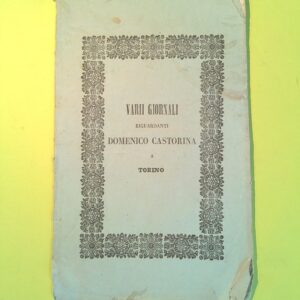 VARII GIORNALI
RIGUARDANTI
DOMENICO CASTORINA
E
TORINO